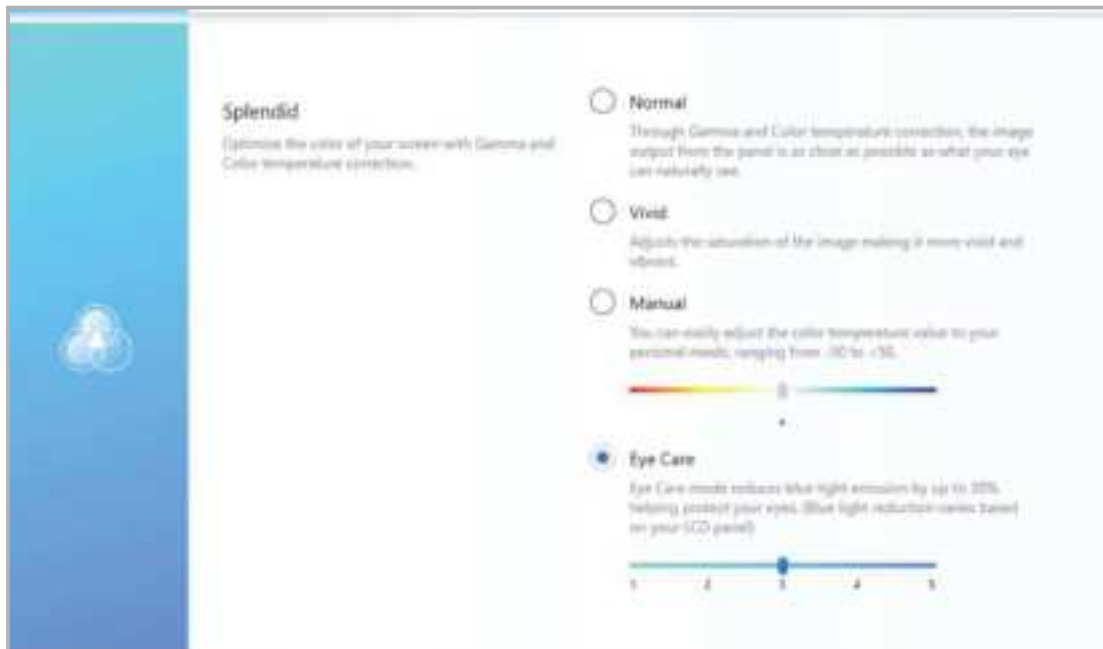 Splendid
Optimize the color of your screen with Gamma and
Color temperature correction.
Normal
Through Gamma and Color temperature correction, the image
output from the panel is as close as possible as what your eye
can naturally see.
Vivid
Adjusts the saturation of the image making it more vivid and
vibrant.
Manual
You can easily adjust the color temperature value to your
personal needs, ranging from -50 to +50.
Eye Care
Eye Care mode reduces blue light emission by up to 30%
helping protect your eyes. (Blue light reduction varies based
on your LCD panel)
1 2 3 4 5